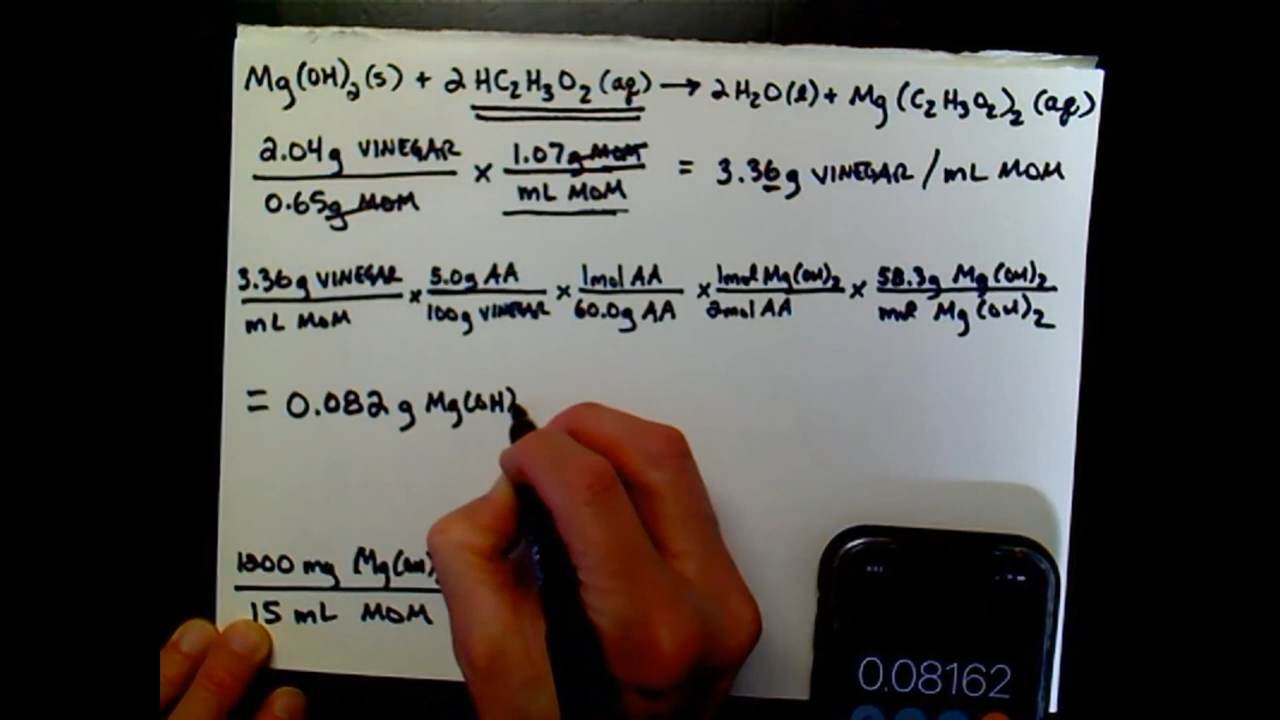 Mg(OH)₂(s) + 2 HC₂H₃O₂(aq) → 2H₂O(l) + Mg(C₂H₃O₂)₂(aq)
2.04g VINEGAR / 0.65g MOM × 1.07g MOM / mL MOM = 3.36g VINEGAR / mL MOM
3.36g VINEGAR / mL MOM × 5.0g AA / 100g VINEGAR × 1mol AA / 60.0g AA × 1mol Mg(OH)₂ / 2mol AA × 58.3g Mg(OH)₂ / mol Mg(OH)₂
= 0.082 g Mg(OH)
1200 mg Mg(OH) / 15 mL MOM
0.08162